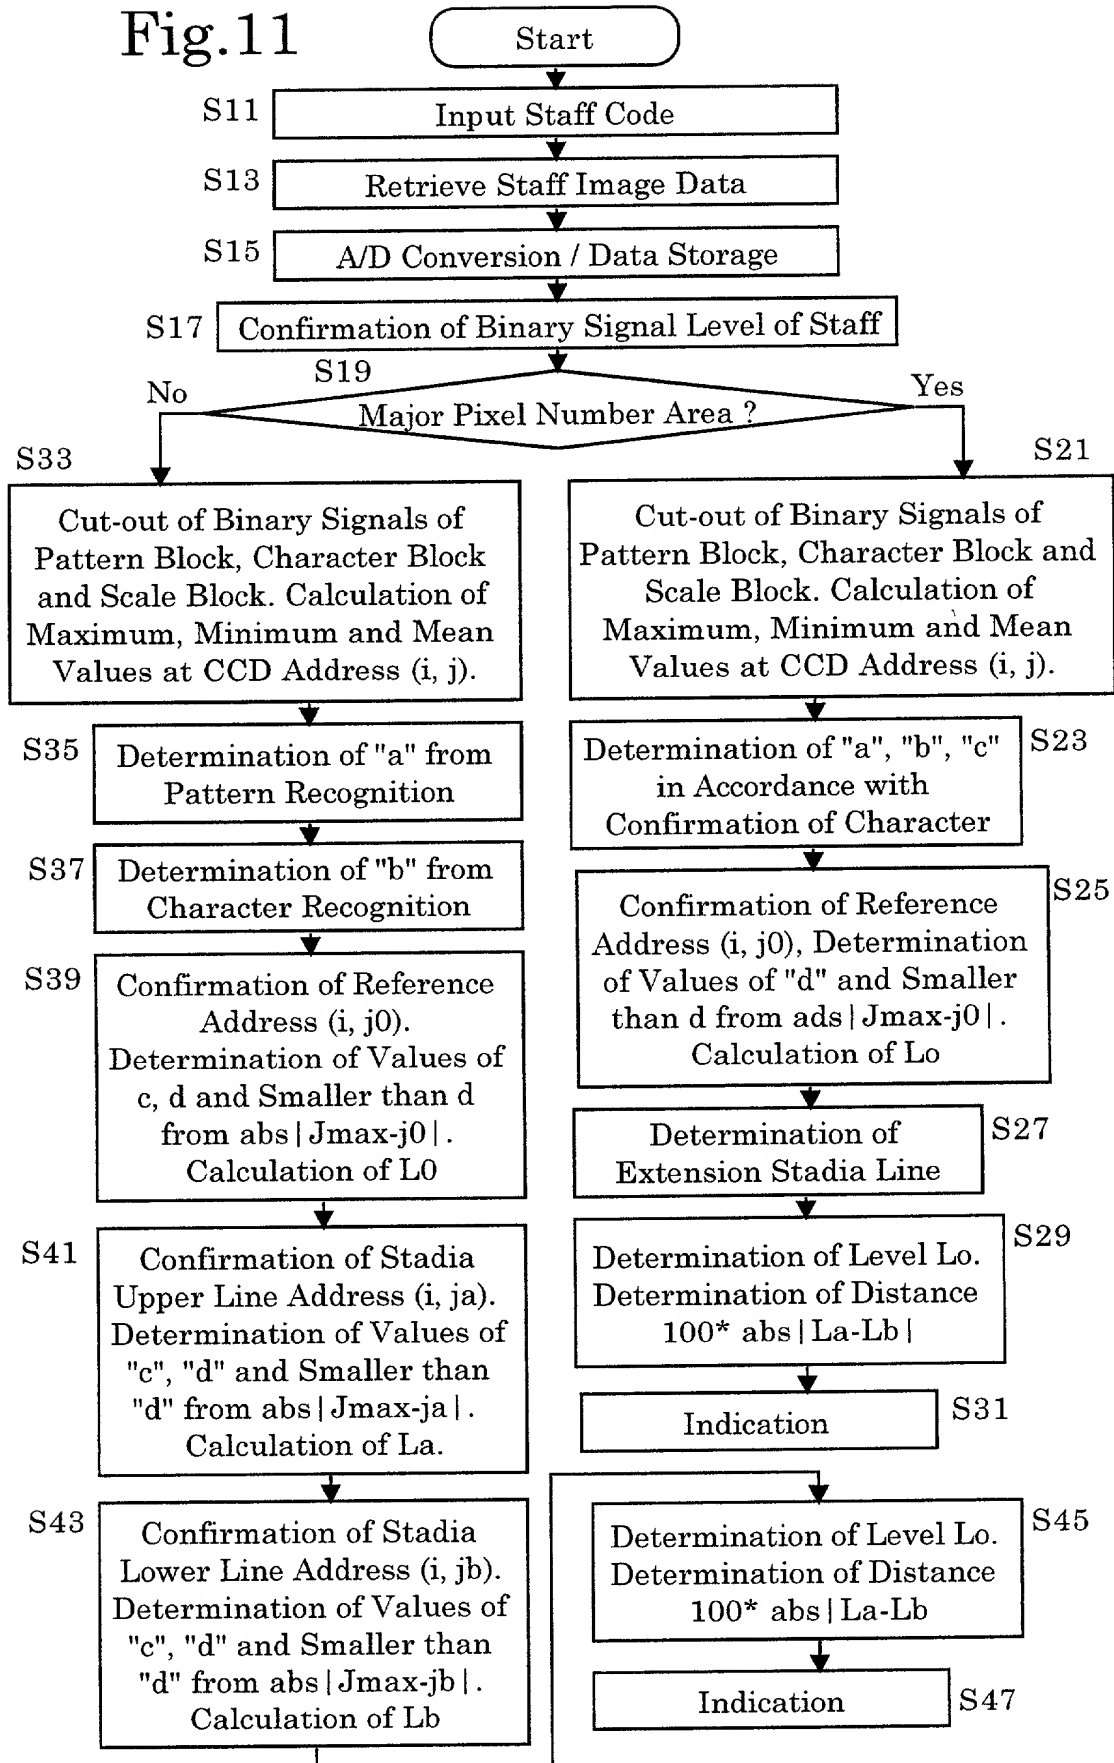 Fig.11
Start
S11
Input Staff Code
S13
Retrieve Staff Image Data
S15
A/D Conversion / Data Storage
S17
Confirmation of Binary Signal Level of Staff
S19
No
Major Pixel Number Area ?
Yes
S33
Cut-out of Binary Signals of
Pattern Block, Character Block
and Scale Block. Calculation of
Maximum, Minimum and Mean
Values at CCD Address (i, j).
S35
Determination of "a" from
Pattern Recognition
S37
Determination of "b" from
Character Recognition
S39
Confirmation of Reference
Address (i, j0).
Determination of Values of
c, d and Smaller than d
from abs|Jmax-j0|.
Calculation of L0
S41
Confirmation of Stadia
Upper Line Address (i, ja).
Determination of Values of
"c", "d" and Smaller than
"d" from abs|Jmax-ja|.
Calculation of La.
S43
Confirmation of Stadia
Lower Line Address (i, jb).
Determination of Values of
"c", "d" and Smaller than
"d" from abs|Jmax-jb|.
Calculation of Lb
S21
Cut-out of Binary Signals of
Pattern Block, Character Block and
Scale Block. Calculation of
Maximum, Minimum and Mean
Values at CCD Address (i, j).
S23
Determination of "a", "b", "c"
in Accordance with
Confirmation of Character
S25
Confirmation of Reference
Address (i, j0), Determination
of Values of "d" and Smaller
than d from ads|Jmax-j0|.
Calculation of Lo
S27
Determination of
Extension Stadia Line
S29
Determination of Level Lo.
Determination of Distance
100* abs|La-Lb|
S31
Indication
S45
Determination of Level Lo.
Determination of Distance
100* abs|La-Lb
Indication
S47